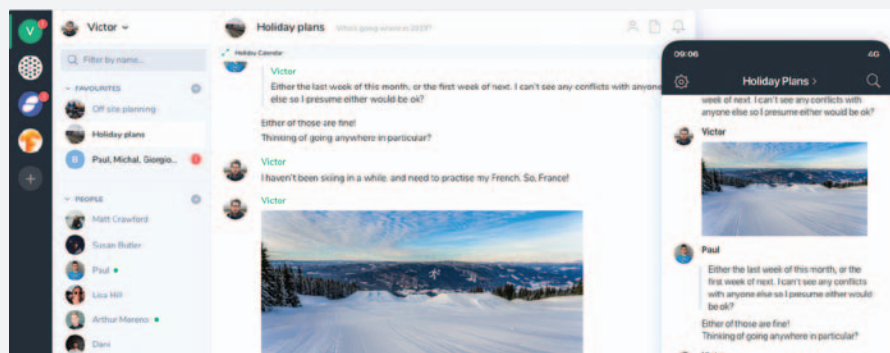 V
Victor
Filter by name...
FAVOURITES
Off site planning
Holiday plans
Paul, Michal, Giorgio...
PEOPLE
Matt Crawford
Susan Butler
Paul
Lisa Hill
Arthur Moreno
Dani
Holiday plans Who's going where in 2019?
Holiday Calendar
Victor
Either the last week of this month, or the first week of next. I can't see any conflicts with anyone
else so I presume either would be ok?
Either of those are fine!
Thinking of going anywhere in particular?
Victor
I haven't been skiing in a while, and need to practise my French. So, France!
Victor
09:06 4G
Holiday Plans >
week of next. I can't see any conflicts with
anyone else so I presume either would be ok?
Victor
Paul
Either the last week of this month, or the
first week of next. I can't see any conflicts
with anyone else so I presume either would
be ok?
Either of those are fine!
Thinking of going anywhere in particular?